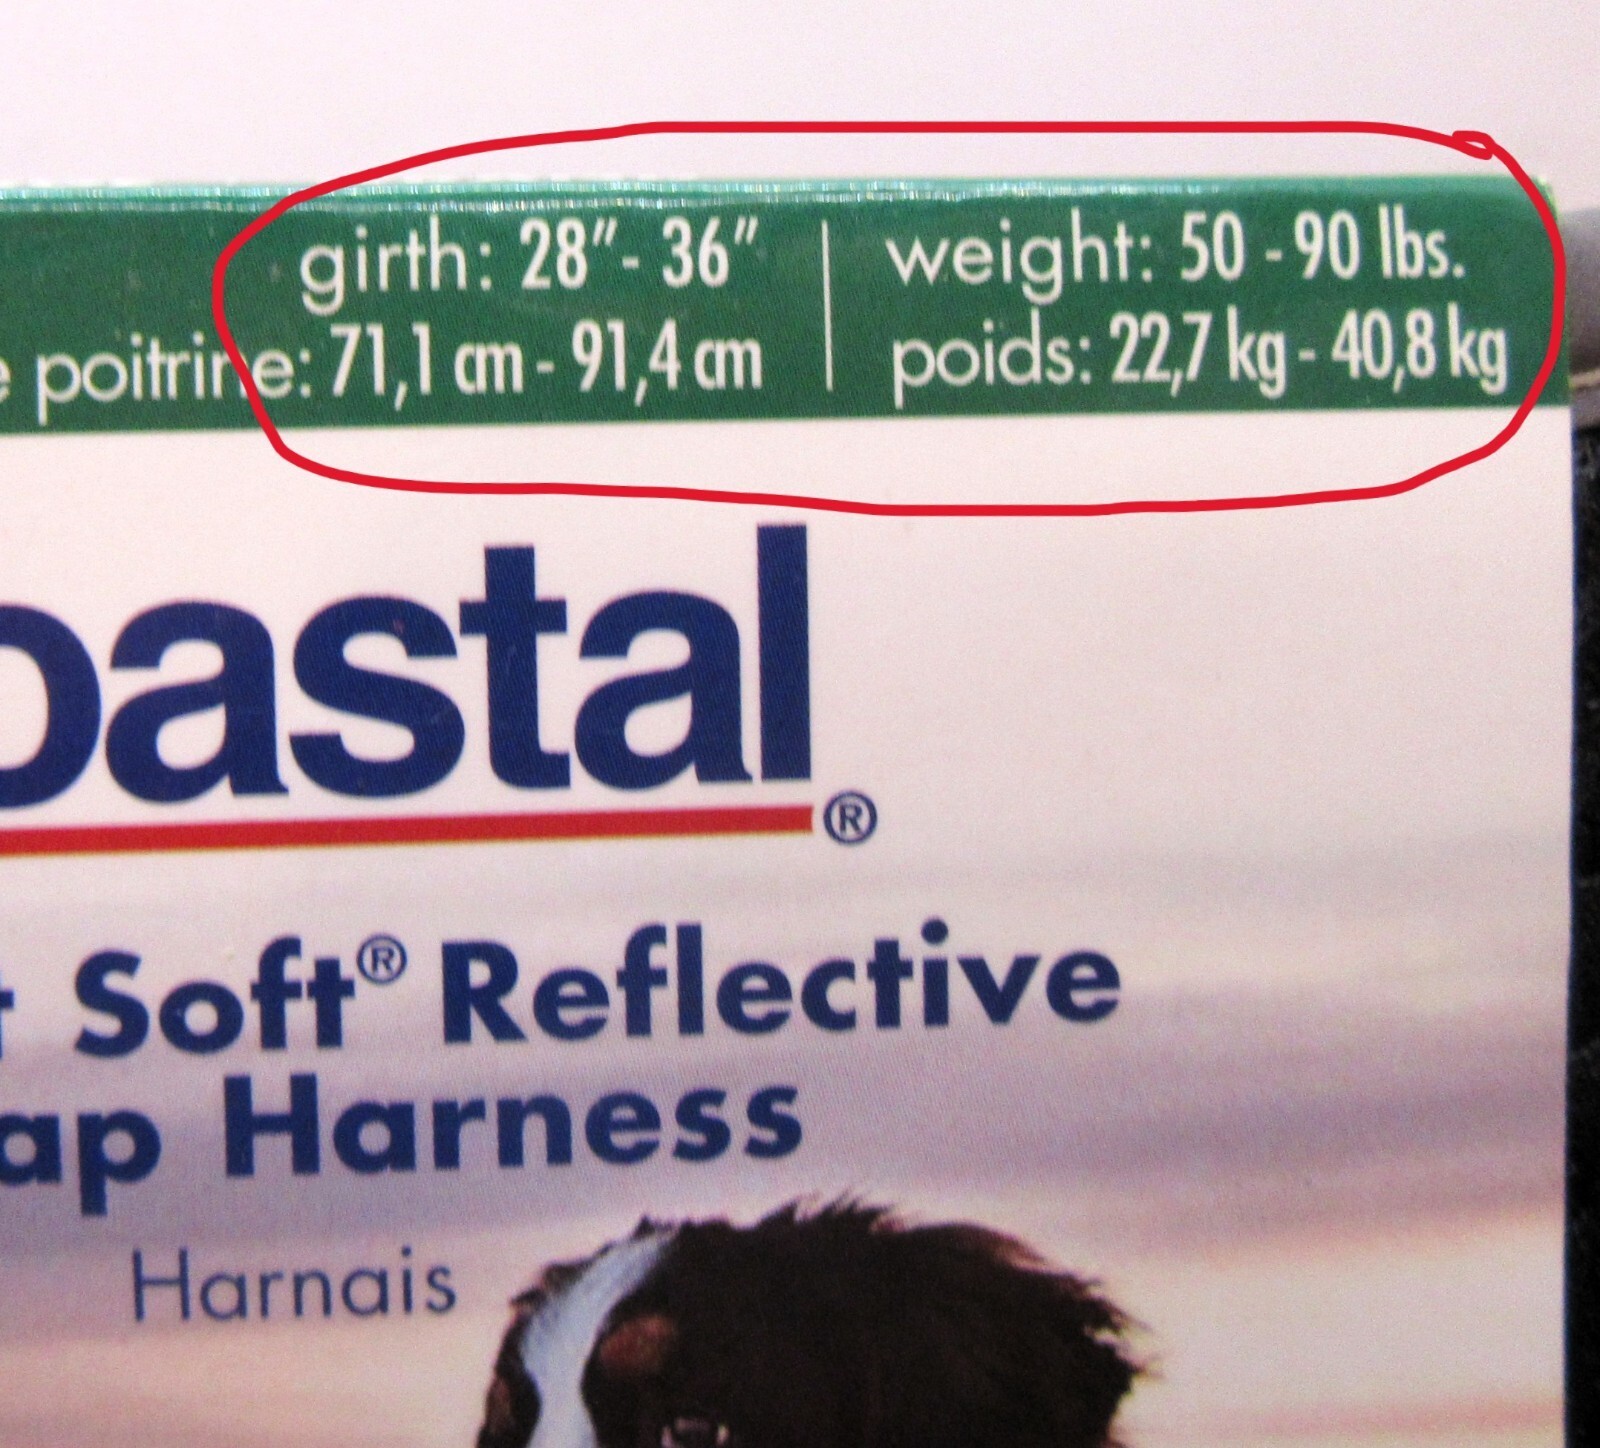 girth: 28" - 36" weight: 50 - 90 lbs.
poitrine: 71,1 cm - 91,4 cm poids: 22,7 kg - 40,8 kg
oastal®
t Soft® Reflective
ap Harness
Harnais